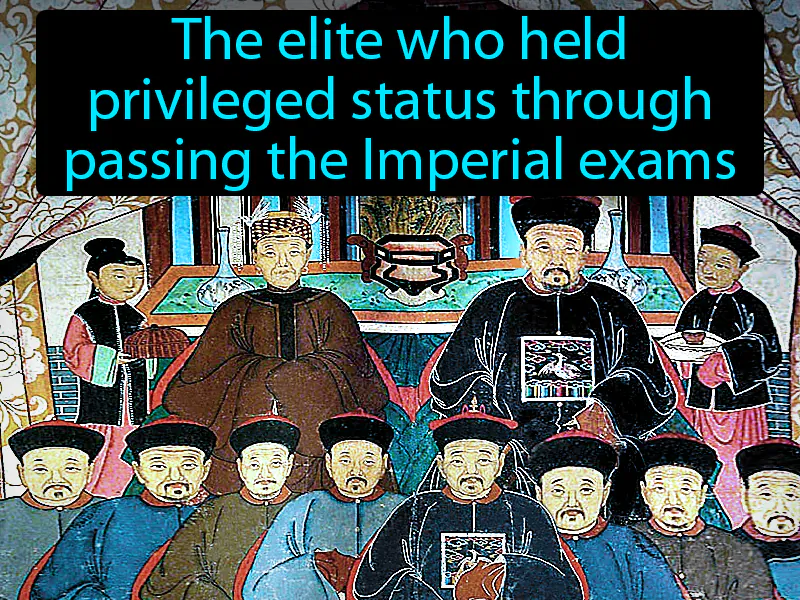 The elite who held
privileged status through
passing the Imperial exams